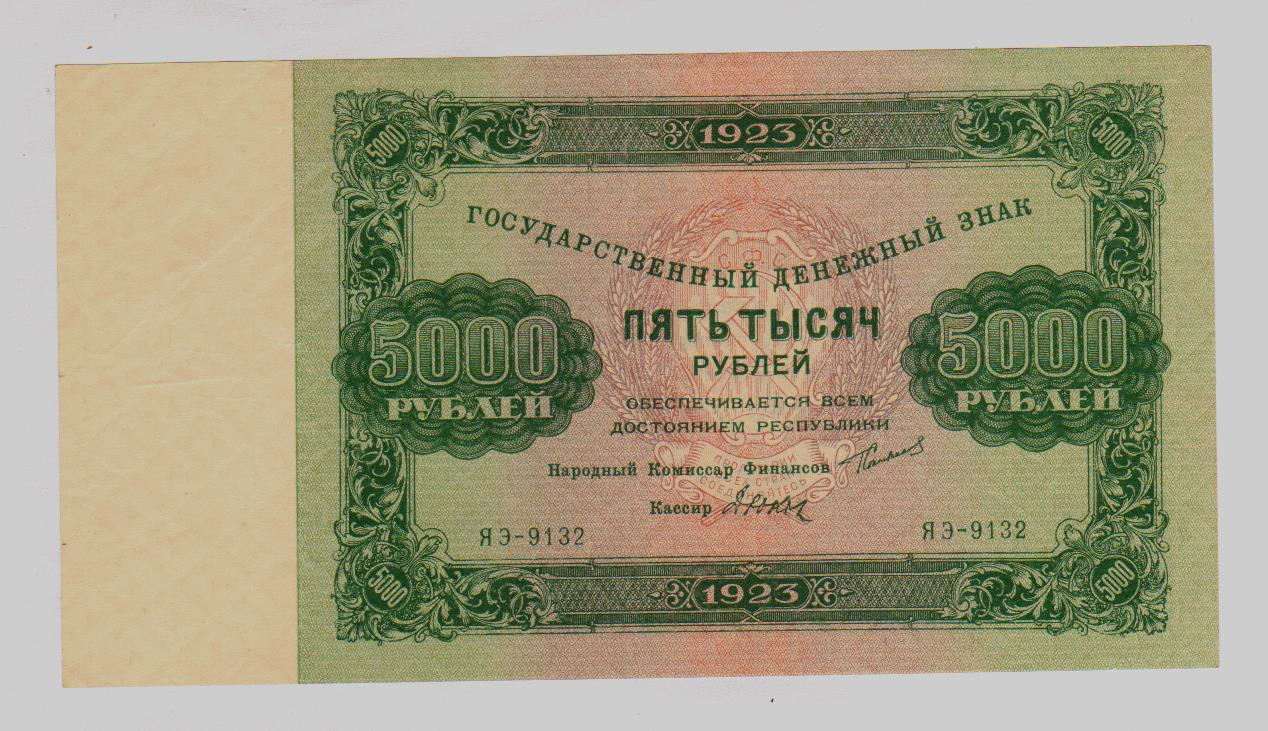 5000
1923
5000
ГОСУДАРСТВЕННЫЙ ДЕНЕЖНЫЙ ЗНАК
5000
РУБЛЕЙ
ПЯТЬ ТЫСЯЧ
РУБЛЕЙ
5000
РУБЛЕЙ
ОБЕСПЕЧИВАЕТСЯ ВСЕМ
ДОСТОЯНИЕМ РЕСПУБЛИКИ
Народный Комиссар Финансов
Кассир
ЯЭ-9132
ЯЭ-9132
5000
1923
5000